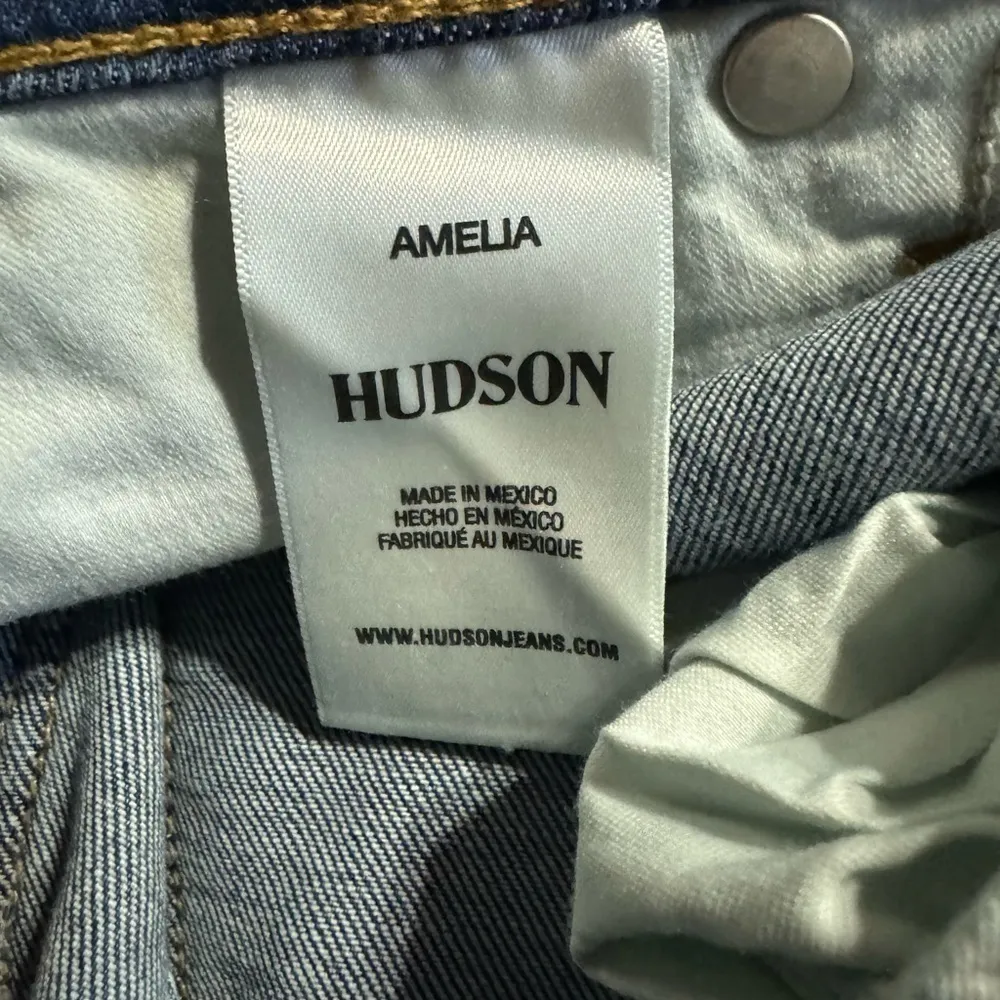 AMELIA
HUDSON
MADE IN MEXICO
HECHO EN MÉXICO
FABRIQUÉ AU MEXIQUE
WWW.HUDSONJEANS.COM